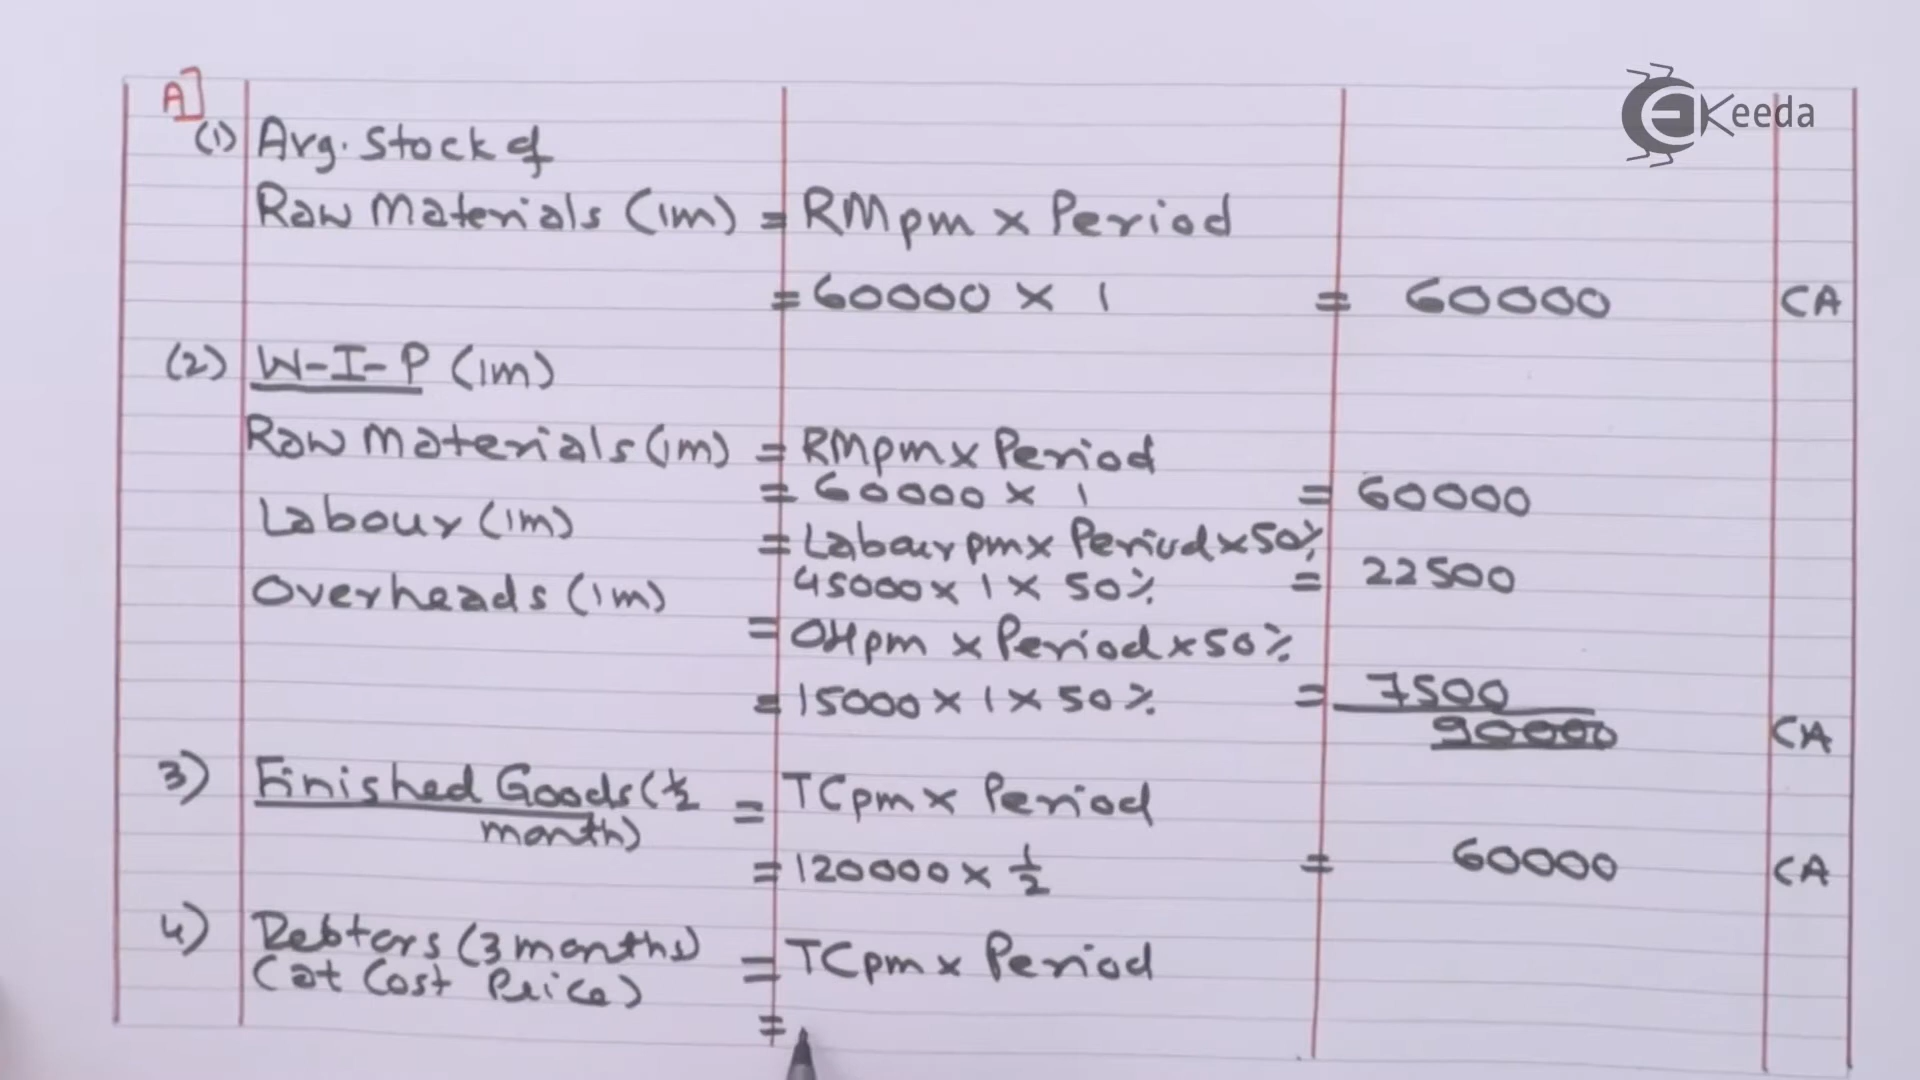 A]
Keeda
(1) Avg. Stock of
Raw Materials (1m) = RMpm x Period
= 60000 x 1 = 60000 CA
(2) W-I-P (1m)
Raw Materials (1m) = RMpm x Period
= 60000 x 1 = 60000
Labour (1m) = Labour pm x Period x 50%
45000 x 1 x 50% = 22500
Overheads (1m) = OHpm x Period x 50%
= 15000 x 1 x 50% = 7500
90000 CA
3) Finished Goods (½ month) = TCpm x Period
= 120000 x ½ = 60000 CA
4) Debtors (3 months) = TCpm x Period
(at Cost Price)
=